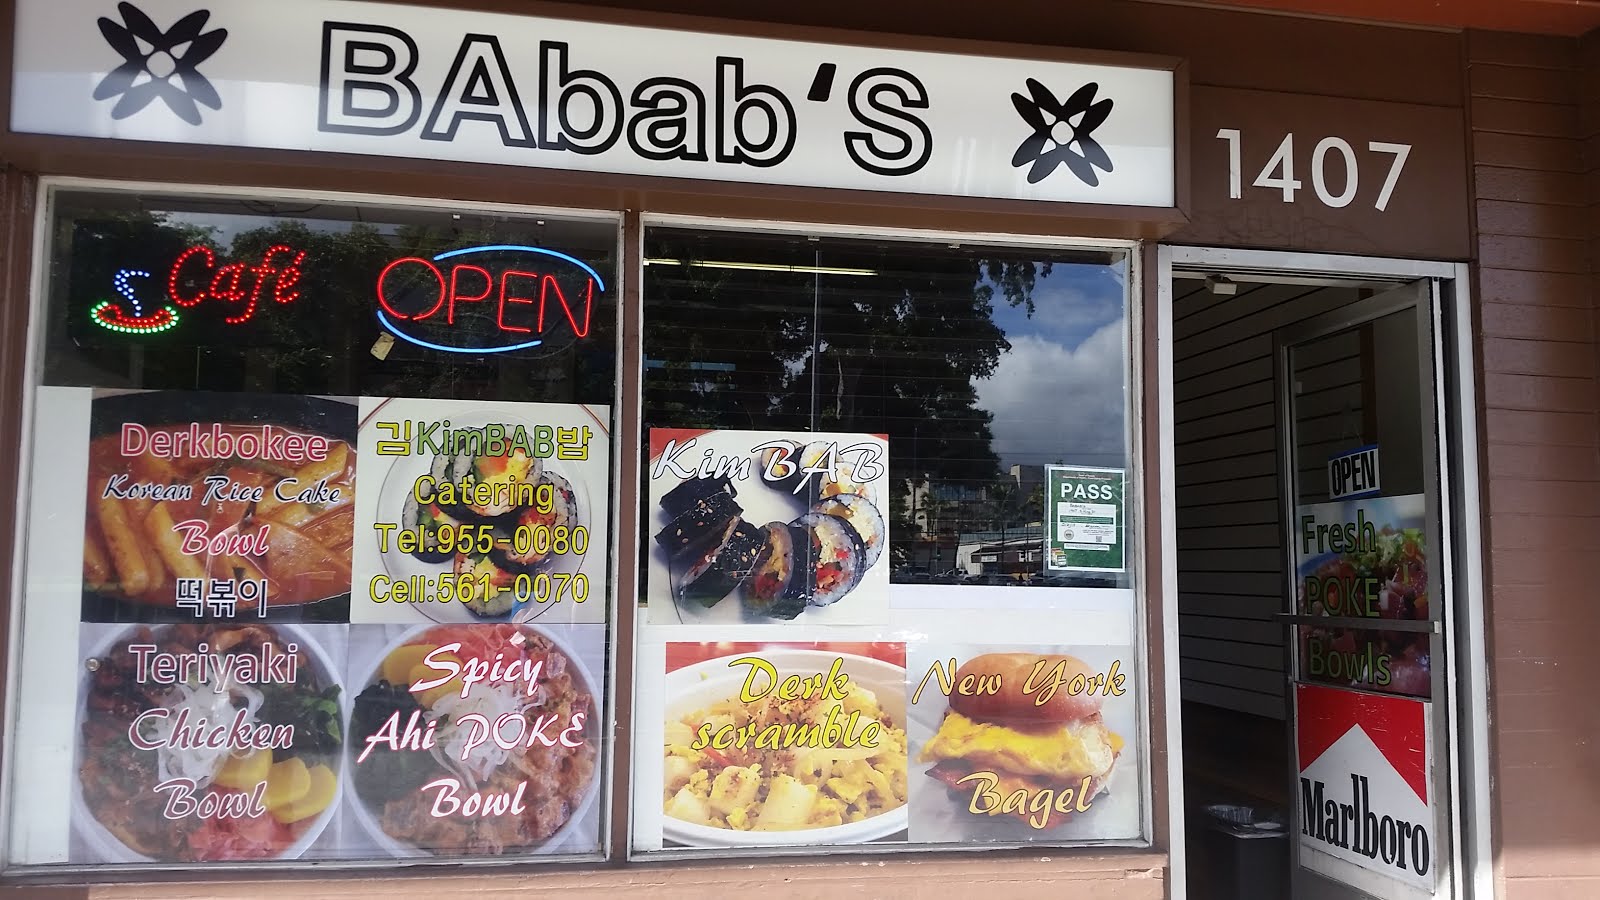 BAbab'S
1407
Café
OPEN
Derkbokee
Korean Rice Cake
Bowl
떡볶이
김KimBAB밥
Catering
Tel:955-0080
Cell:561-0070
KimBAB
PASS
OPEN
Fresh
POKE
Bowls
Teriyaki
Chicken
Bowl
Spicy
Ahi POKE
Bowl
Derk
scramble
New York
Bagel
Marlboro